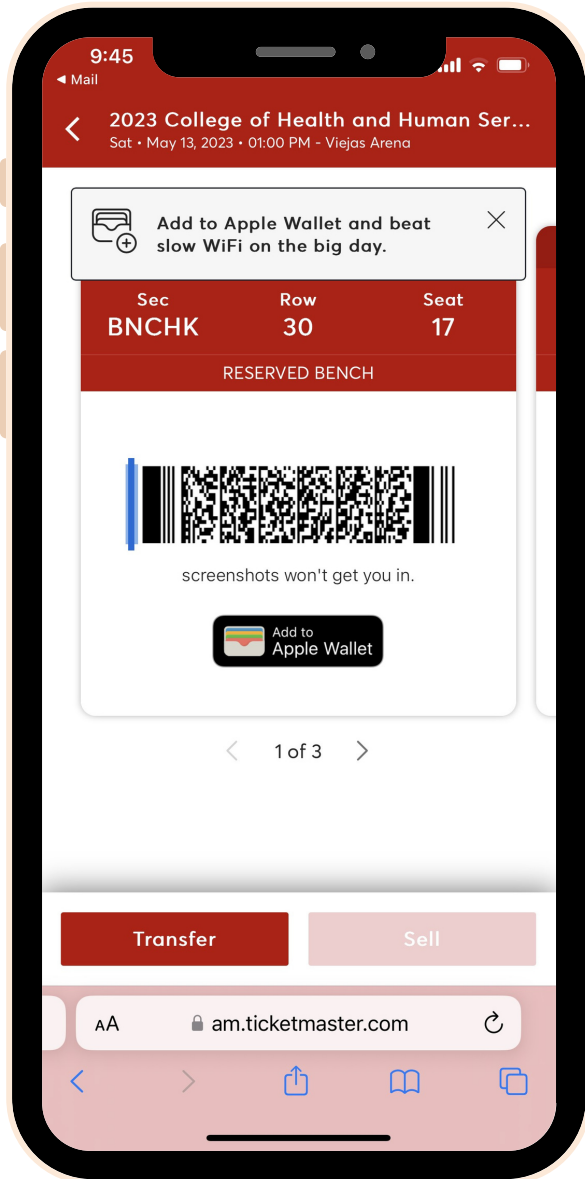 9:45
◀ Mail
2023 College of Health and Human Ser...
Sat • May 13, 2023 • 01:00 PM - Viejas Arena
Add to Apple Wallet and beat
slow WiFi on the big day.
Sec Row Seat
BNCHK 30 17
RESERVED BENCH
screenshots won't get you in.
Add to
Apple Wallet
1 of 3
Transfer Sell
AA am.ticketmaster.com